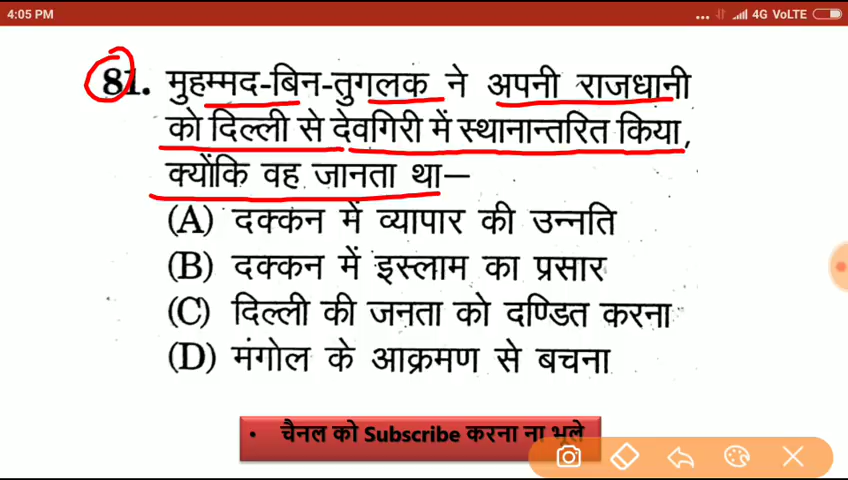 4:05 PM
... 4G VoLTE
81. मुहम्मद-बिन-तुगलक ने अपनी राजधानी
को दिल्ली से देवगिरी में स्थानान्तरित किया,
क्योंकि वह जानता था—
(A) दक्कन में व्यापार की उन्नति
(B) दक्कन में इस्लाम का प्रसार
(C) दिल्ली की जनता को दण्डित करना
(D) मंगोल के आक्रमण से बचना
• चैनल को Subscribe करना ना भूले